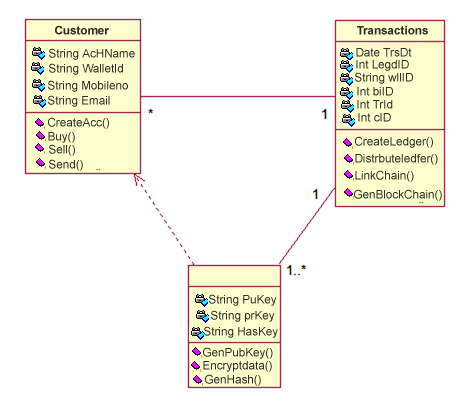 Customer
String AcHName
String WalletId
String Mobileno
String Email
CreateAcc()
Buy()
Sell()
Send()
..
*
1
Transactions
Date TrsDt
Int LegdID
String wlllD
Int bilD
Int TrId
Int cID
CreateLedger()
Distrbuteledfer()
LinkChain()
GenBlockChain()
..
1
1..*
String PuKey
String prKey
String HasKey
GenPubKey()
Encryptdata()
GenHash()